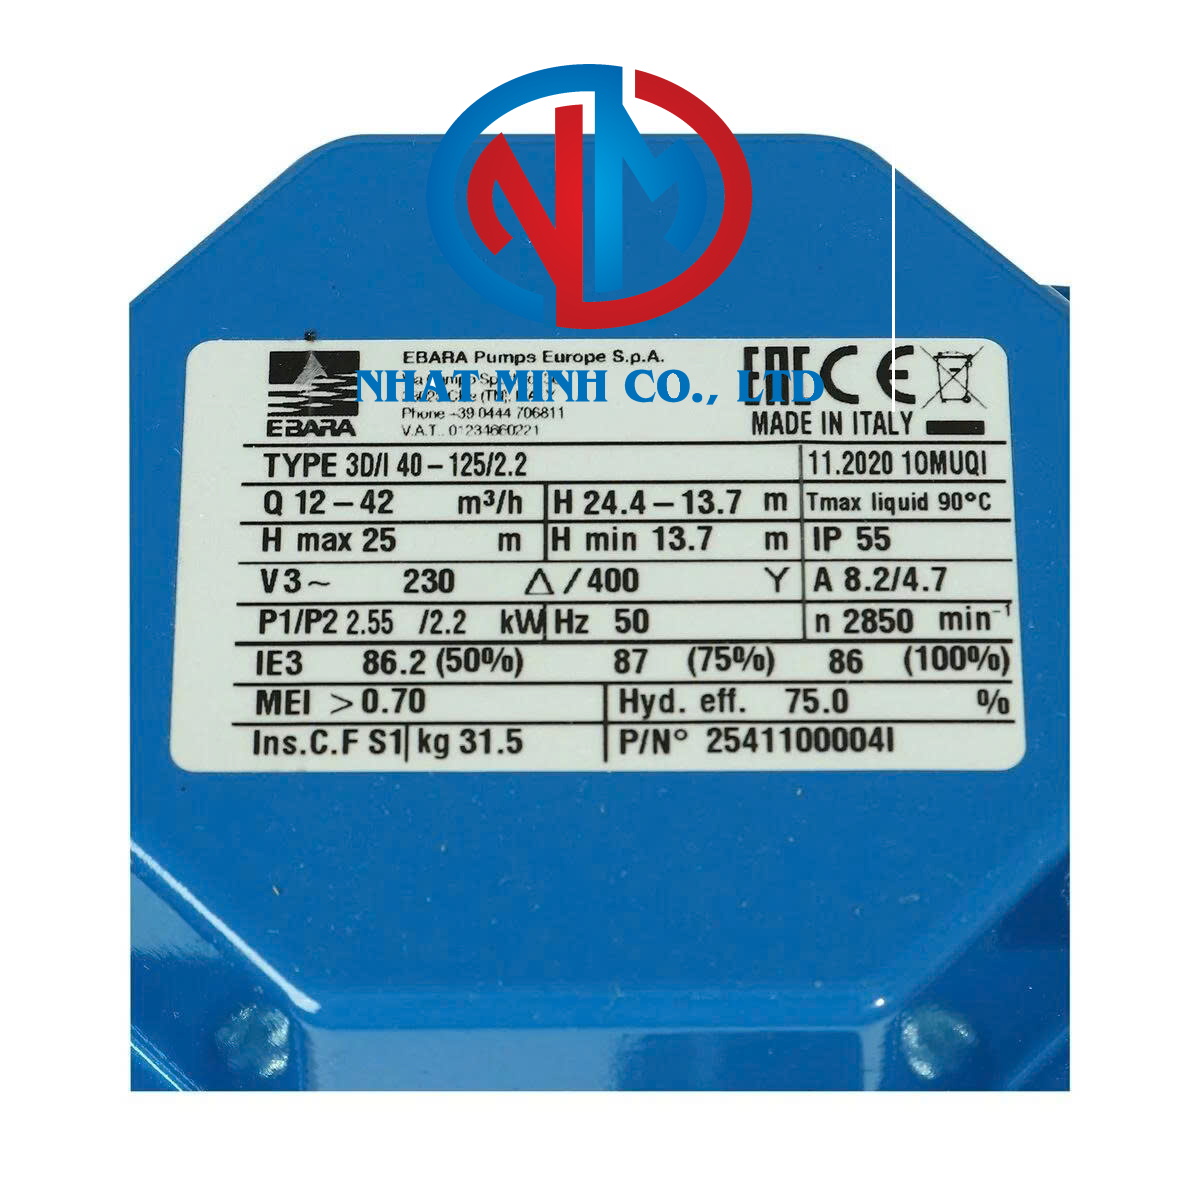 NM
EBARA Pumps Europe S.p.A.
NHAT MINH CO., LTD
Phone +39 0444 706811
V.A.T.. 01234660221
EBARA
EAC CE
MADE IN ITALY
TYPE 3D/I 40-125/2.2 11.2020 10MUQI
Q 12-42 m³/h H 24.4-13.7 m Tmax liquid 90°C
H max 25 m H min 13.7 m IP 55
V3~ 230 Δ/400 Y A 8.2/4.7
P1/P2 2.55 /2.2 kW Hz 50 n 2850 min⁻¹
IE3 86.2 (50%) 87 (75%) 86 (100%)
MEI >0.70 Hyd. eff. 75.0 %
Ins.C.F S1 kg 31.5 P/N° 2541100004I